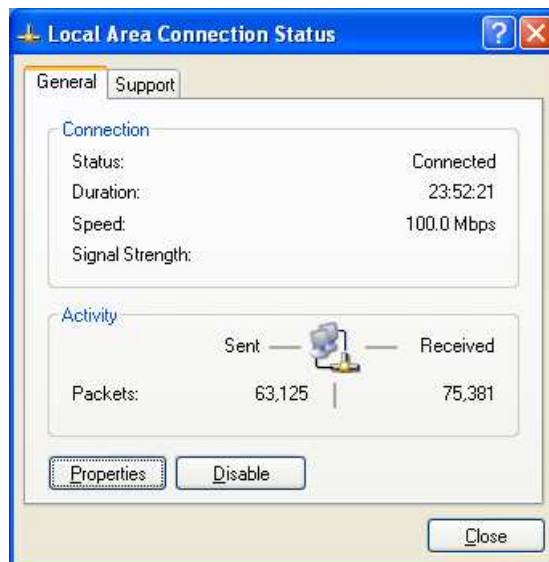 Local Area Connection Status
General Support
Connection
Status: Connected
Duration: 23:52:21
Speed: 100.0 Mbps
Signal Strength:
Activity
Sent Received
Packets: 63,125 75,381
Properties Disable
Close